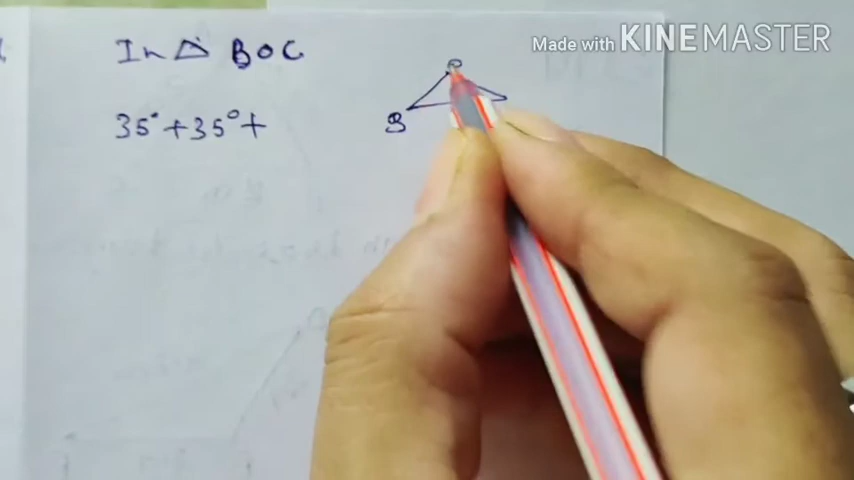 Made with KINEMASTER
In △ BOC
O
35° + 35° +
B